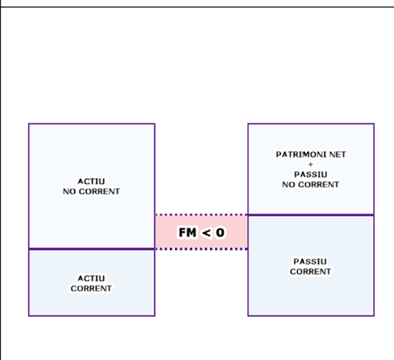 ACTIU
NO CORRENT
ACTIU
CORRENT
FM < 0
PATRIMONI NET
+
PASSIU
NO CORRENT
PASSIU
CORRENT